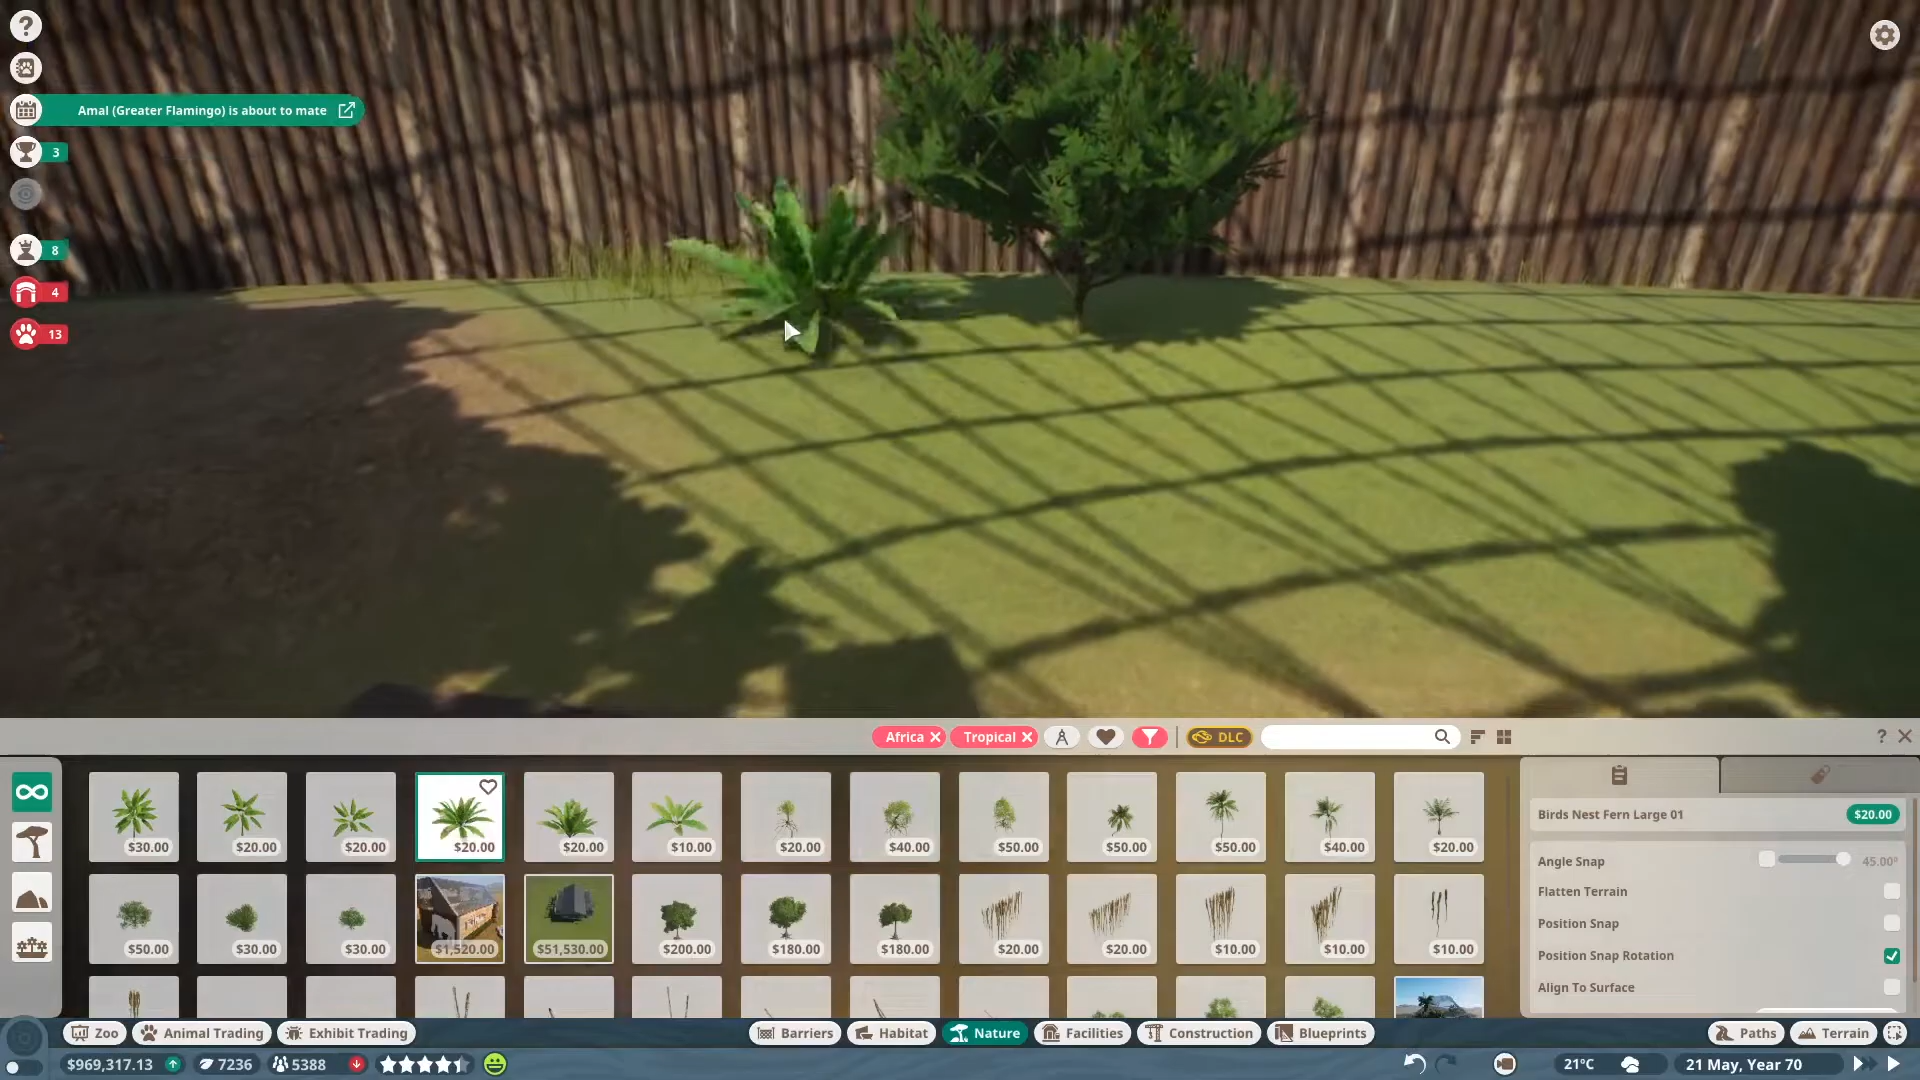 ?
Amal (Greater Flamingo) is about to mate
3
8
4
13
Africa × Tropical × DLC
? ×
$30.00 $20.00 $20.00 $20.00 $20.00 $10.00 $20.00 $40.00 $50.00 $50.00 $50.00 $40.00 $20.00
$50.00 $30.00 $30.00 $1,520.00 $51,530.00 $200.00 $180.00 $180.00 $20.00 $20.00 $10.00 $10.00 $10.00
Birds Nest Fern Large 01 $20.00
Angle Snap 45.00°
Flatten Terrain
Position Snap
Position Snap Rotation
Align To Surface
Zoo Animal Trading Exhibit Trading Barriers Habitat Nature Facilities Construction Blueprints Paths Terrain
$969,317.13 7236 5388 21°C 21 May, Year 70